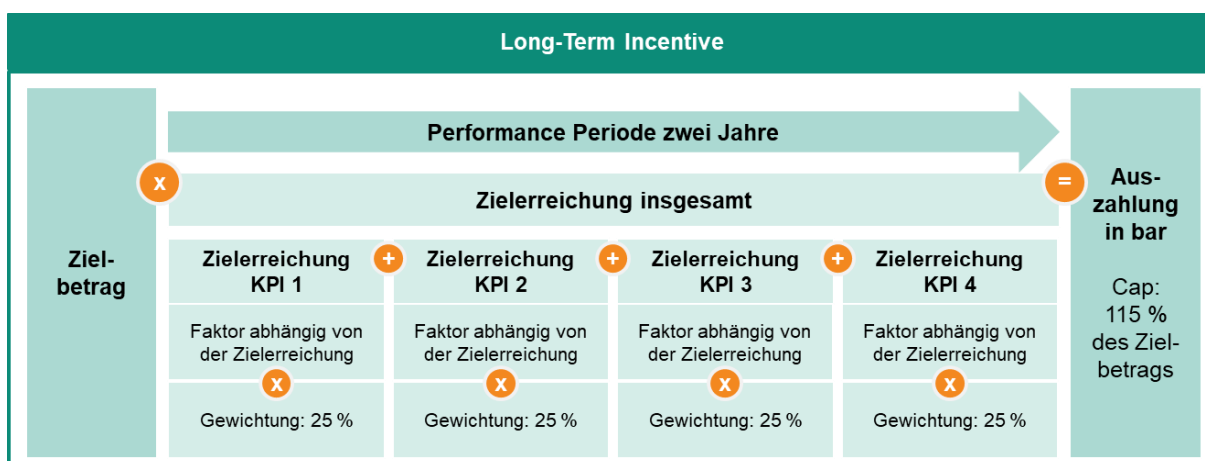 Long-Term Incentive
Performance Periode zwei Jahre
x
=
Zielerreichung insgesamt
Ziel-
betrag
Zielerreichung
KPI 1
+
Zielerreichung
KPI 2
+
Zielerreichung
KPI 3
+
Zielerreichung
KPI 4
Faktor abhängig von
der Zielerreichung
Faktor abhängig von
der Zielerreichung
Faktor abhängig von
der Zielerreichung
Faktor abhängig von
der Zielerreichung
x
x
x
x
Gewichtung: 25 %
Gewichtung: 25 %
Gewichtung: 25 %
Gewichtung: 25 %
Aus-
zahlung
in bar
Cap:
115 %
des Ziel-
betrags